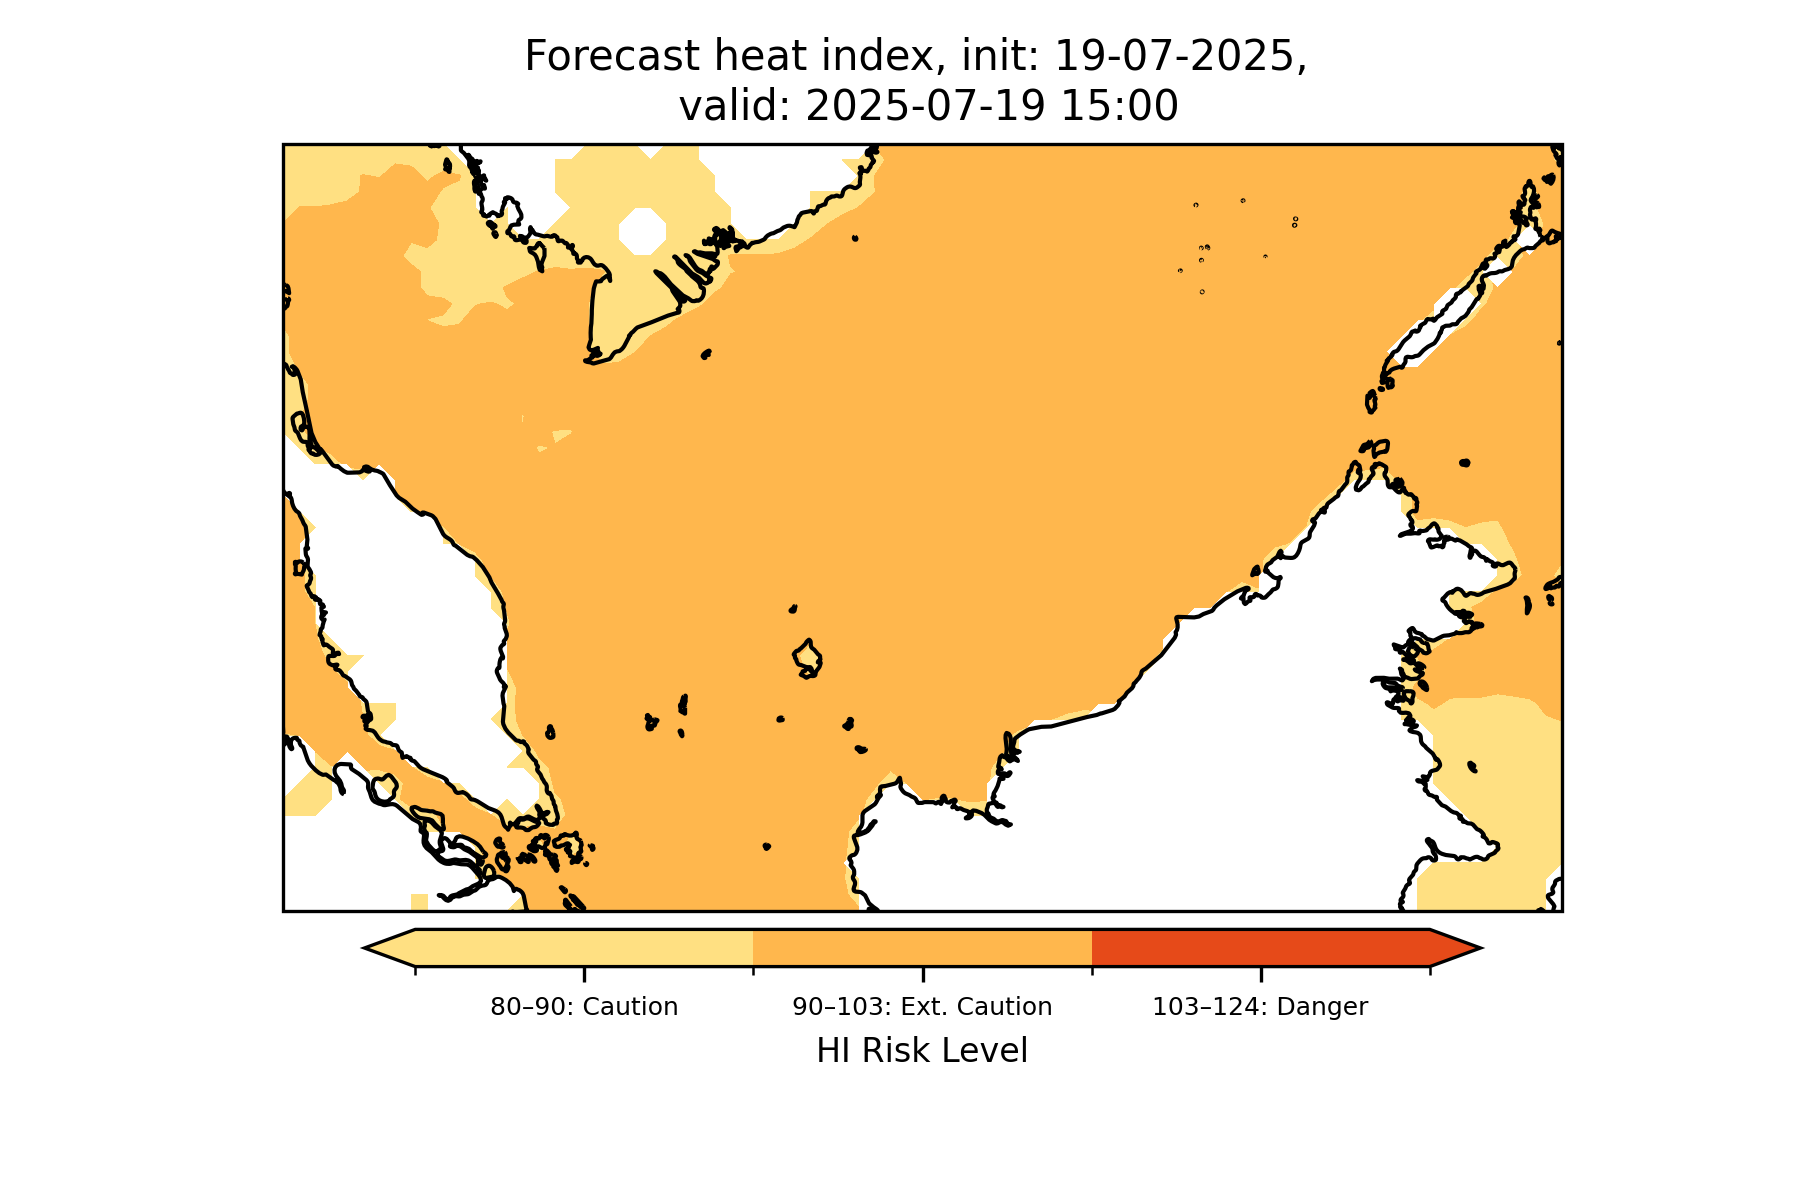 Forecast heat index, init: 19-07-2025,
valid: 2025-07-19 15:00
80–90: Caution
90–103: Ext. Caution
103–124: Danger
HI Risk Level